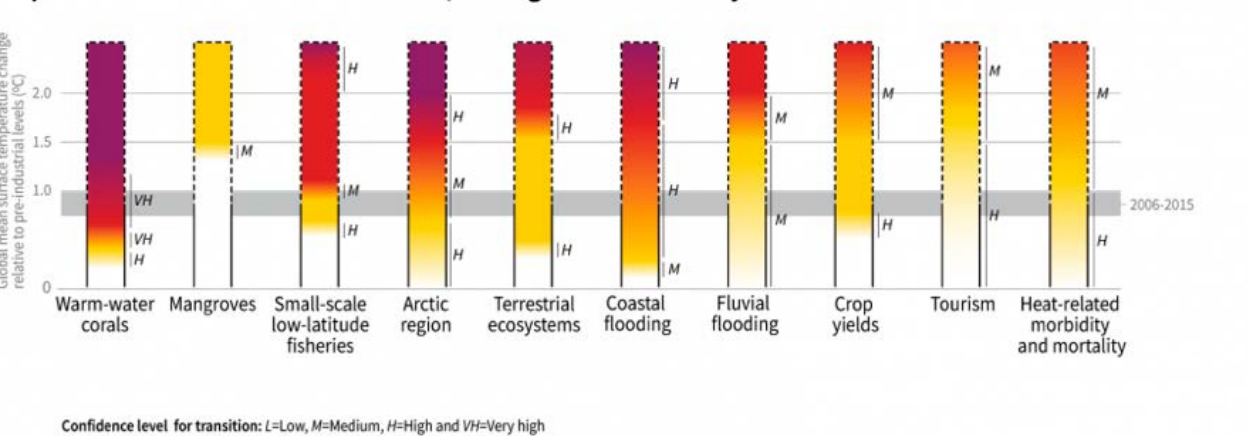 Global mean surface temperature change
relative to pre-industrial levels (°C)
2.0
1.5
1.0
0
2006-2015
VH
VH
H
M
H
M
H
H
M
H
H
H
H
H
M
M
M
M
H
M
H
M
H
Warm-water
corals
Mangroves
Small-scale
low-latitude
fisheries
Arctic
region
Terrestrial
ecosystems
Coastal
flooding
Fluvial
flooding
Crop
yields
Tourism
Heat-related
morbidity
and mortality
Confidence level for transition: L=Low, M=Medium, H=High and VH=Very high